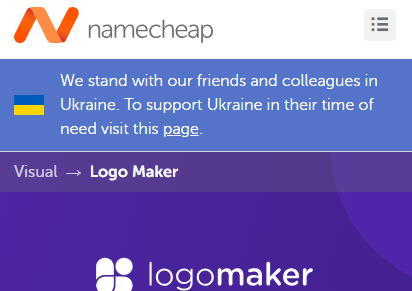 namecheap
We stand with our friends and colleagues in
Ukraine. To support Ukraine in their time of
need visit this page.
Visual → Logo Maker
logomaker